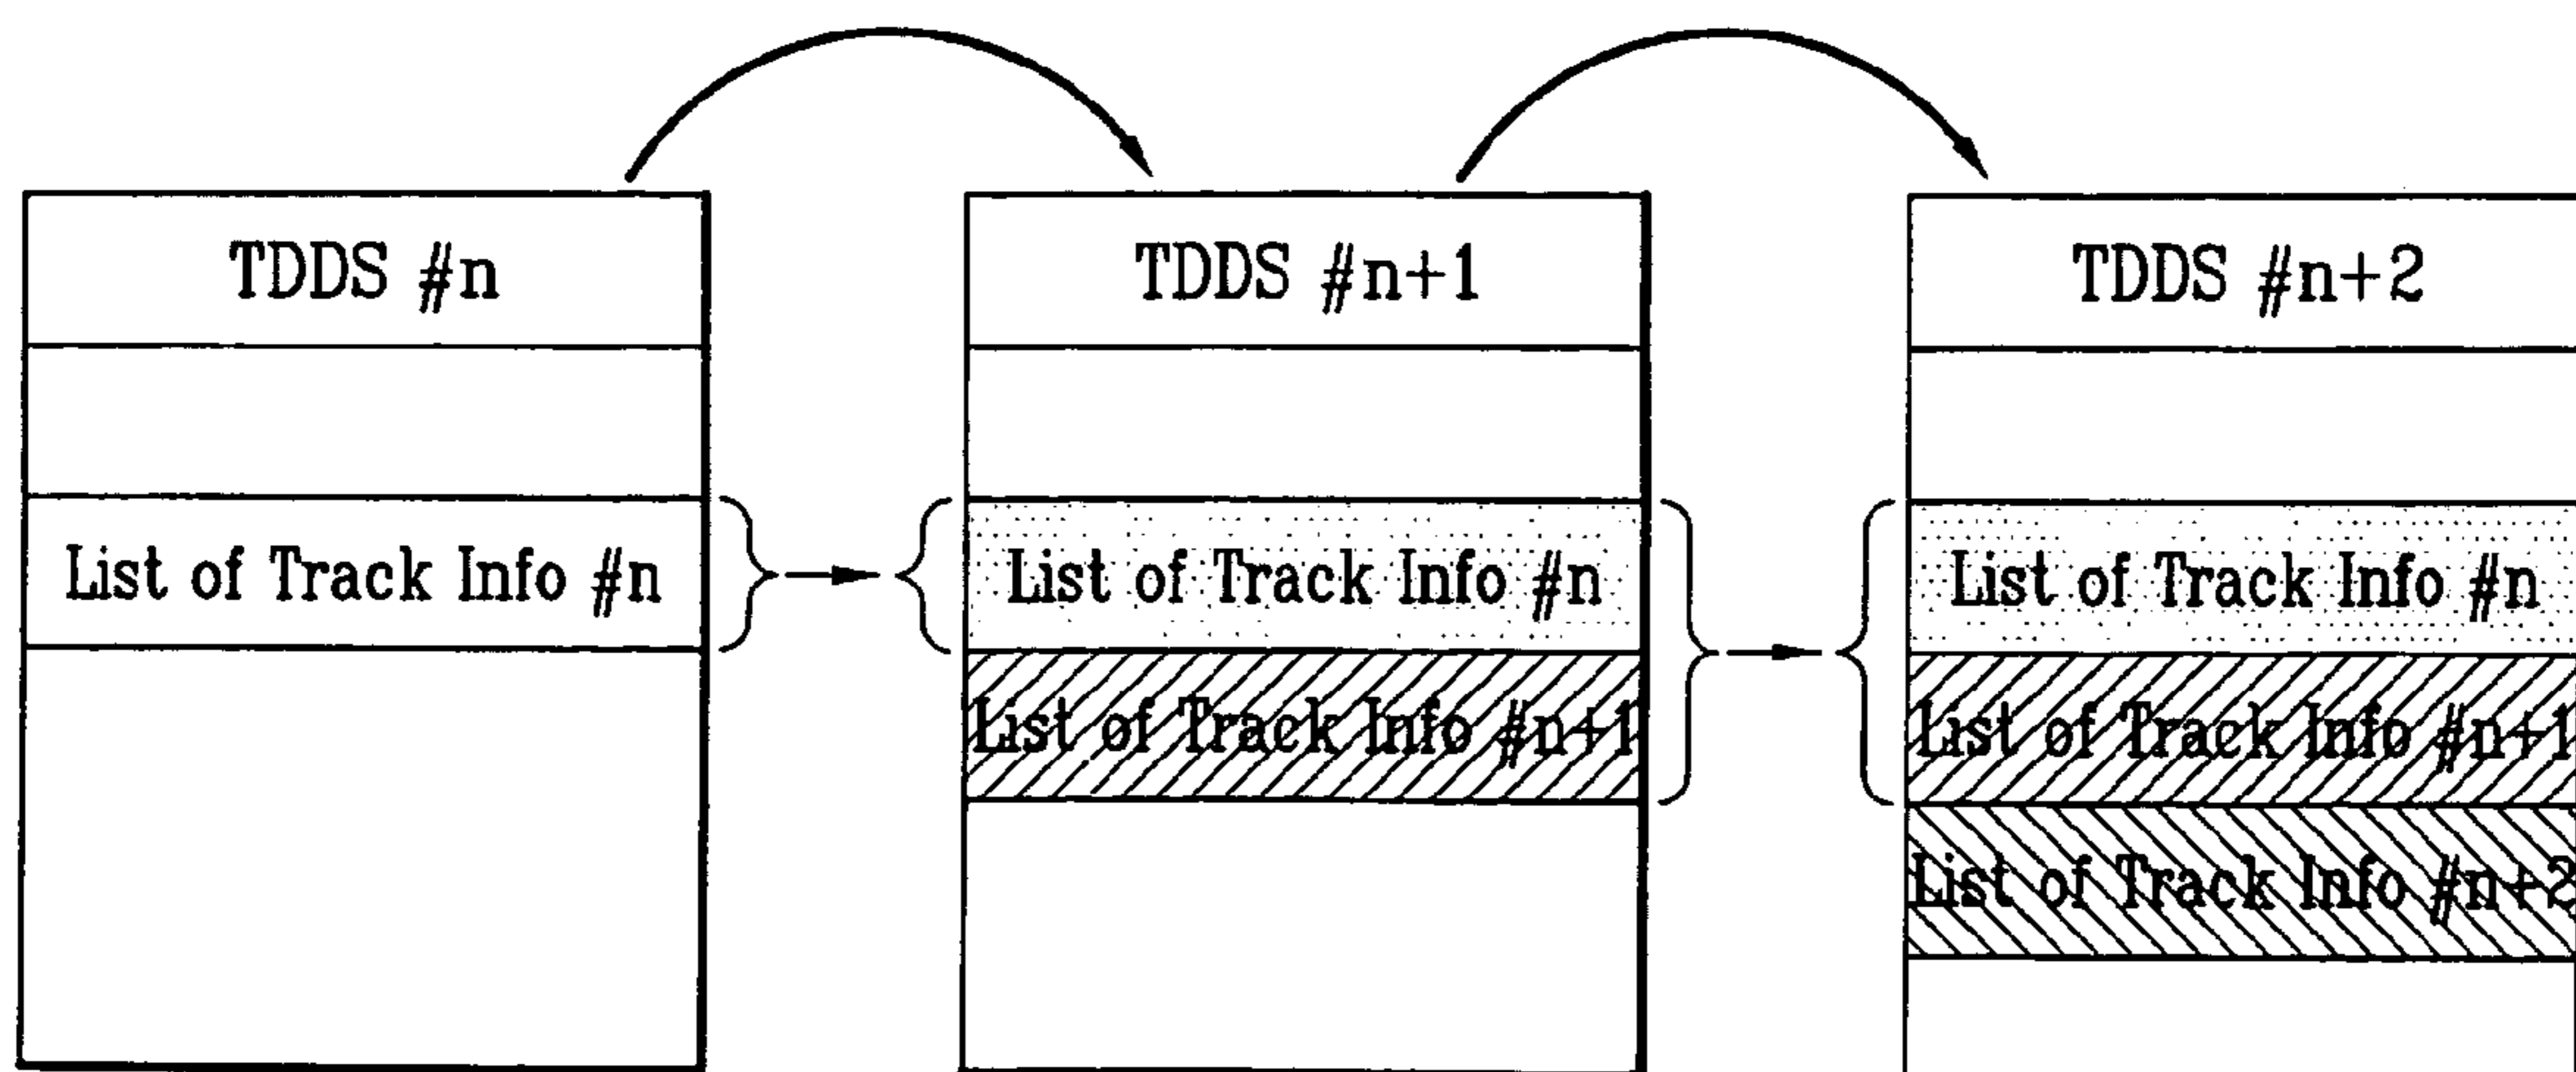 TDDS #n
List of Track Info #n
TDDS #n+1
List of Track Info #n
List of Track Info #n+1
TDDS #n+2
List of Track Info #n
List of Track Info #n+1
List of Track Info #n+2